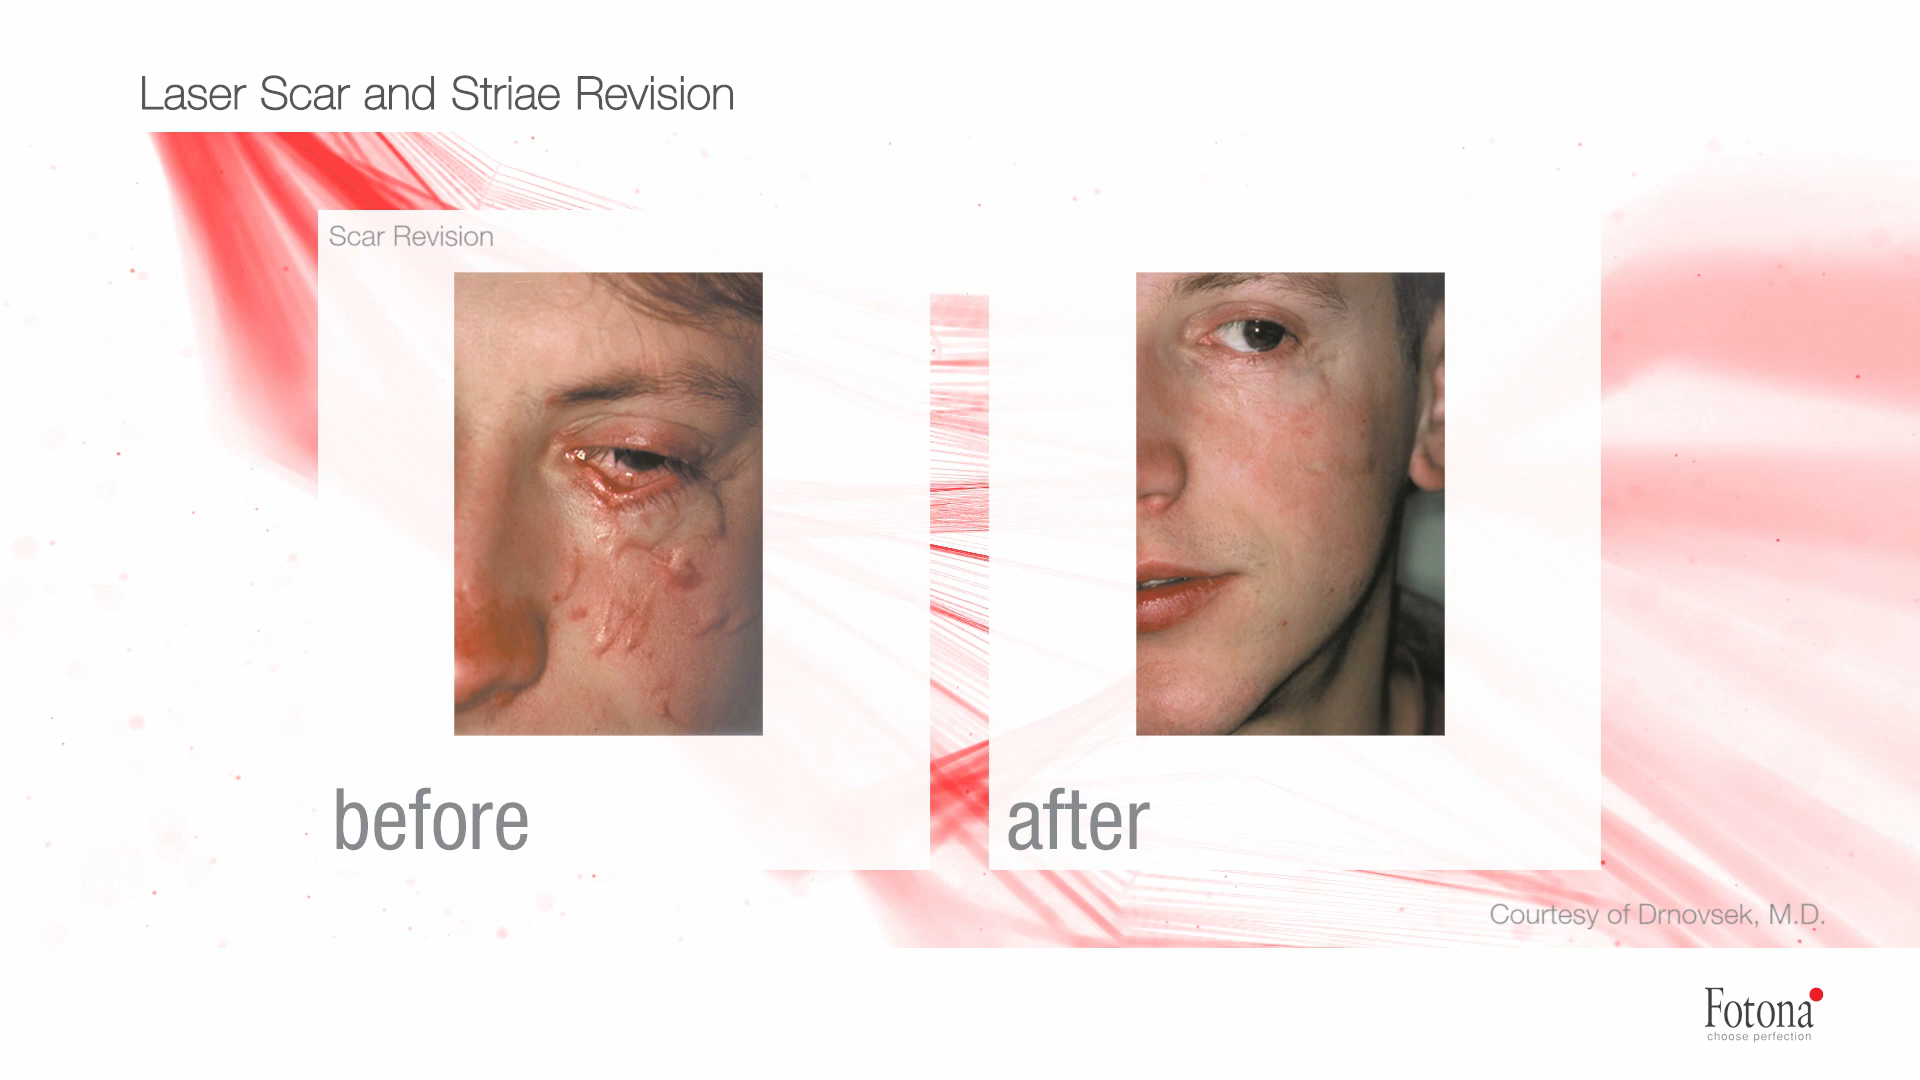 Laser Scar and Striae Revision
Scar Revision
before
after
Courtesy of Drnovsek, M.D.
Fotona
choose perfection